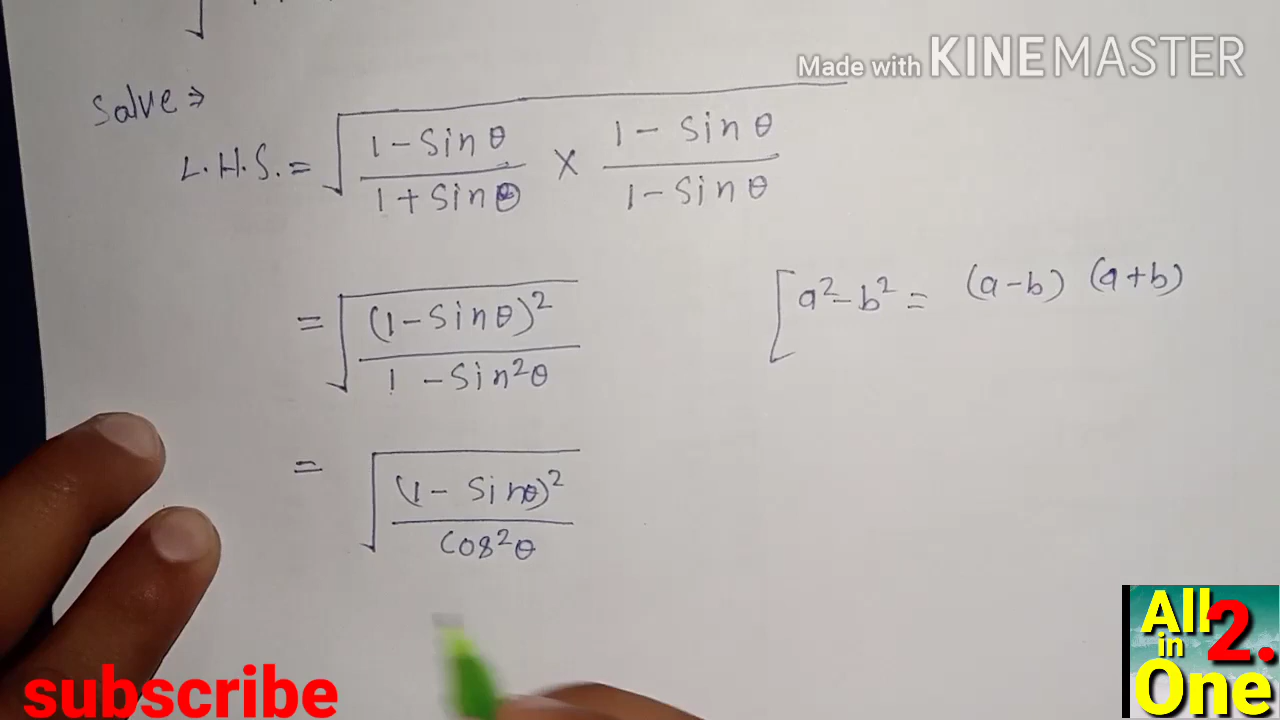 Made with KINEMASTER
Solve ⇒
L.H.S. = √((1 - Sin θ)/(1 + Sin θ) × (1 - Sin θ)/(1 - Sin θ))
= √((1 - Sin θ)²/(1 - Sin²θ))
[a² - b² = (a - b) (a + b)
= √((1 - Sin θ)²/Cos²θ)
subscribe
All in One 2.